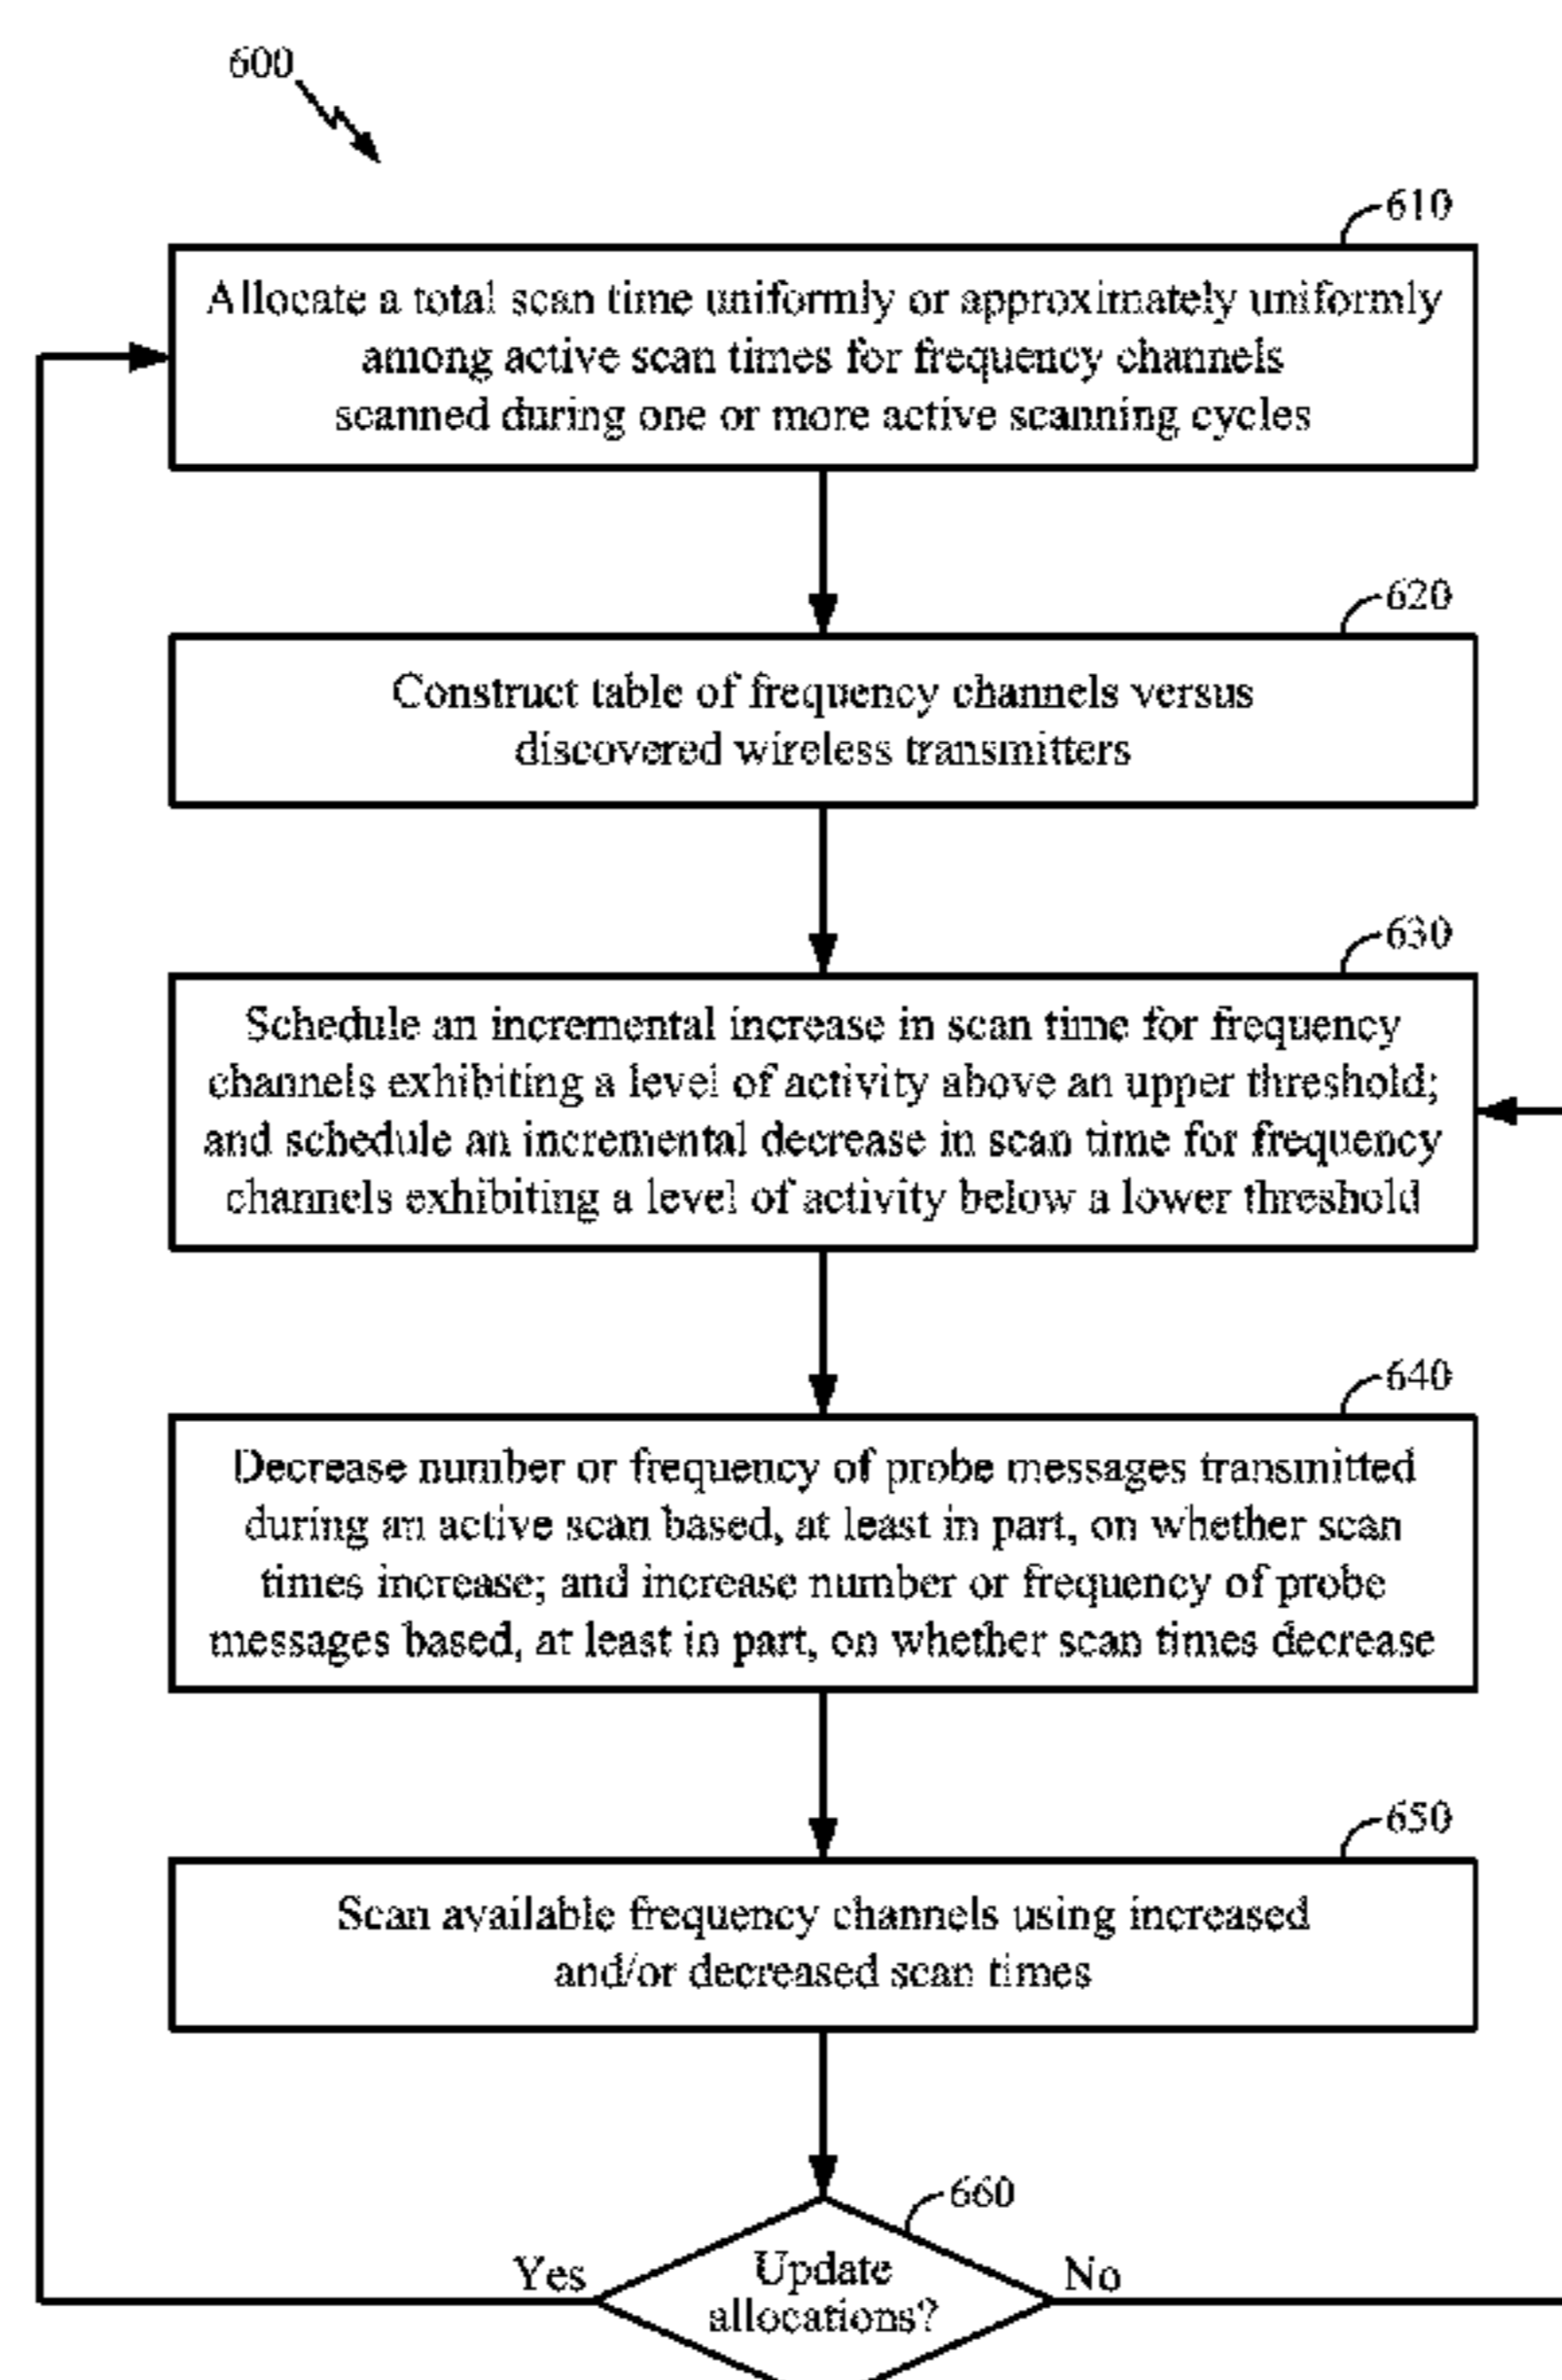 600
610
Allocate a total scan time uniformly or approximately uniformly
among active scan times for frequency channels
scanned during one or more active scanning cycles
620
Construct table of frequency channels versus
discovered wireless transmitters
630
Schedule an incremental increase in scan time for frequency
channels exhibiting a level of activity above an upper threshold;
and schedule an incremental decrease in scan time for frequency
channels exhibiting a level of activity below a lower threshold
640
Decrease number or frequency of probe messages transmitted
during an active scan based, at least in part, on whether scan
times increase; and increase number or frequency of probe
messages based, at least in part, on whether scan times decrease
650
Scan available frequency channels using increased
and/or decreased scan times
660
Yes
Update
allocations?
No